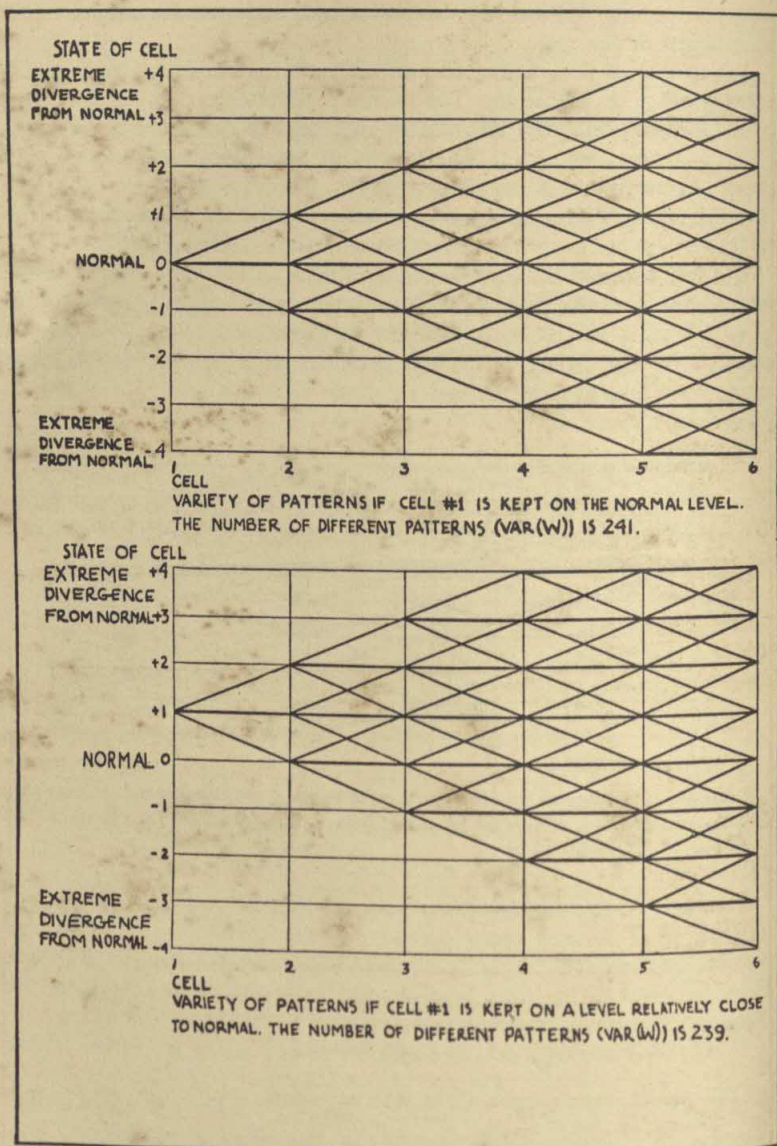 STATE OF CELL
EXTREME +4
DIVERGENCE
FROM NORMAL +3
+2
+1
NORMAL 0
-1
-2
-3
EXTREME
DIVERGENCE
FROM NORMAL -4
1 2 3 4 5 6
CELL
VARIETY OF PATTERNS IF CELL #1 IS KEPT ON THE NORMAL LEVEL.
THE NUMBER OF DIFFERENT PATTERNS (VAR(W)) IS 241.
STATE OF CELL
EXTREME +4
DIVERGENCE
FROM NORMAL +3
+2
+1
NORMAL 0
-1
-2
EXTREME -3
DIVERGENCE
FROM NORMAL -4
1 2 3 4 5 6
CELL
VARIETY OF PATTERNS IF CELL #1 IS KEPT ON A LEVEL RELATIVELY CLOSE
TO NORMAL. THE NUMBER OF DIFFERENT PATTERNS (VAR(W)) IS 239.